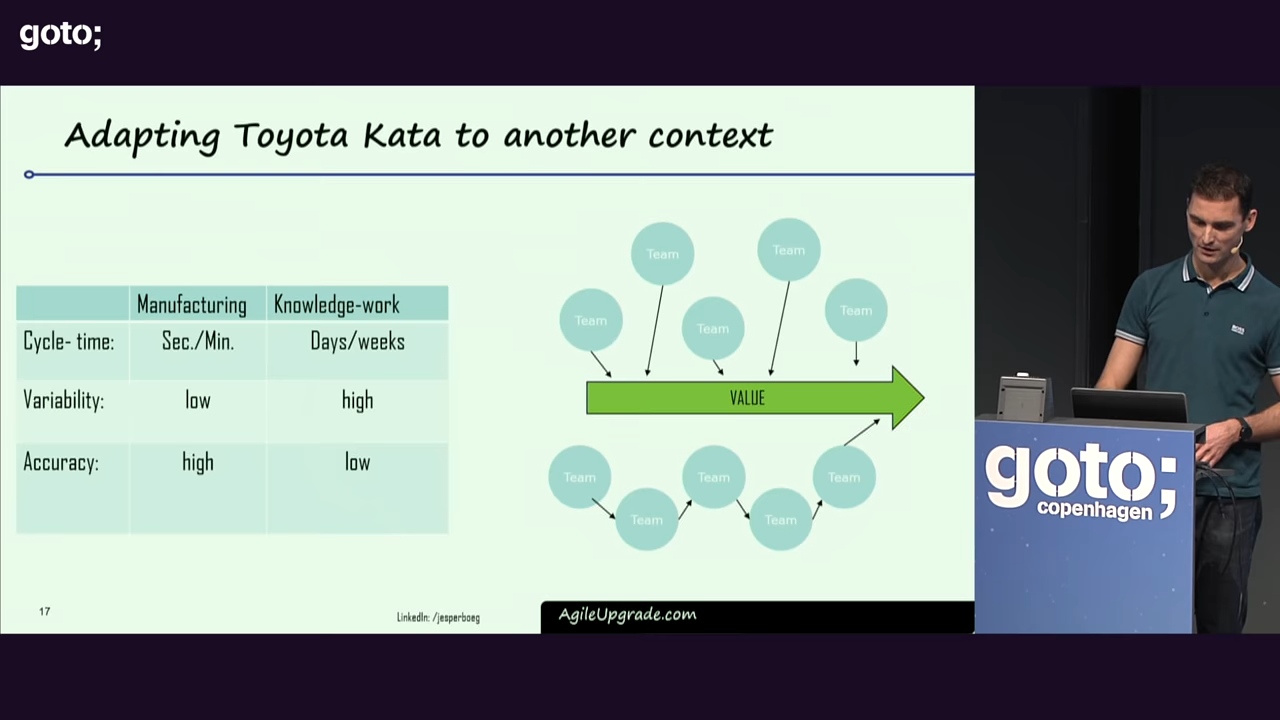 goto;
Adapting Toyota Kata to another context
Manufacturing Knowledge-work
Cycle- time: Sec./Min. Days/weeks
Variability: low high
Accuracy: high low
Team
Team
Team
Team
Team
VALUE
Team
Team
Team
Team
Team
17
LinkedIn: /jesperboeg
AgileUpgrade.com
BOSS
goto;
copenhagen